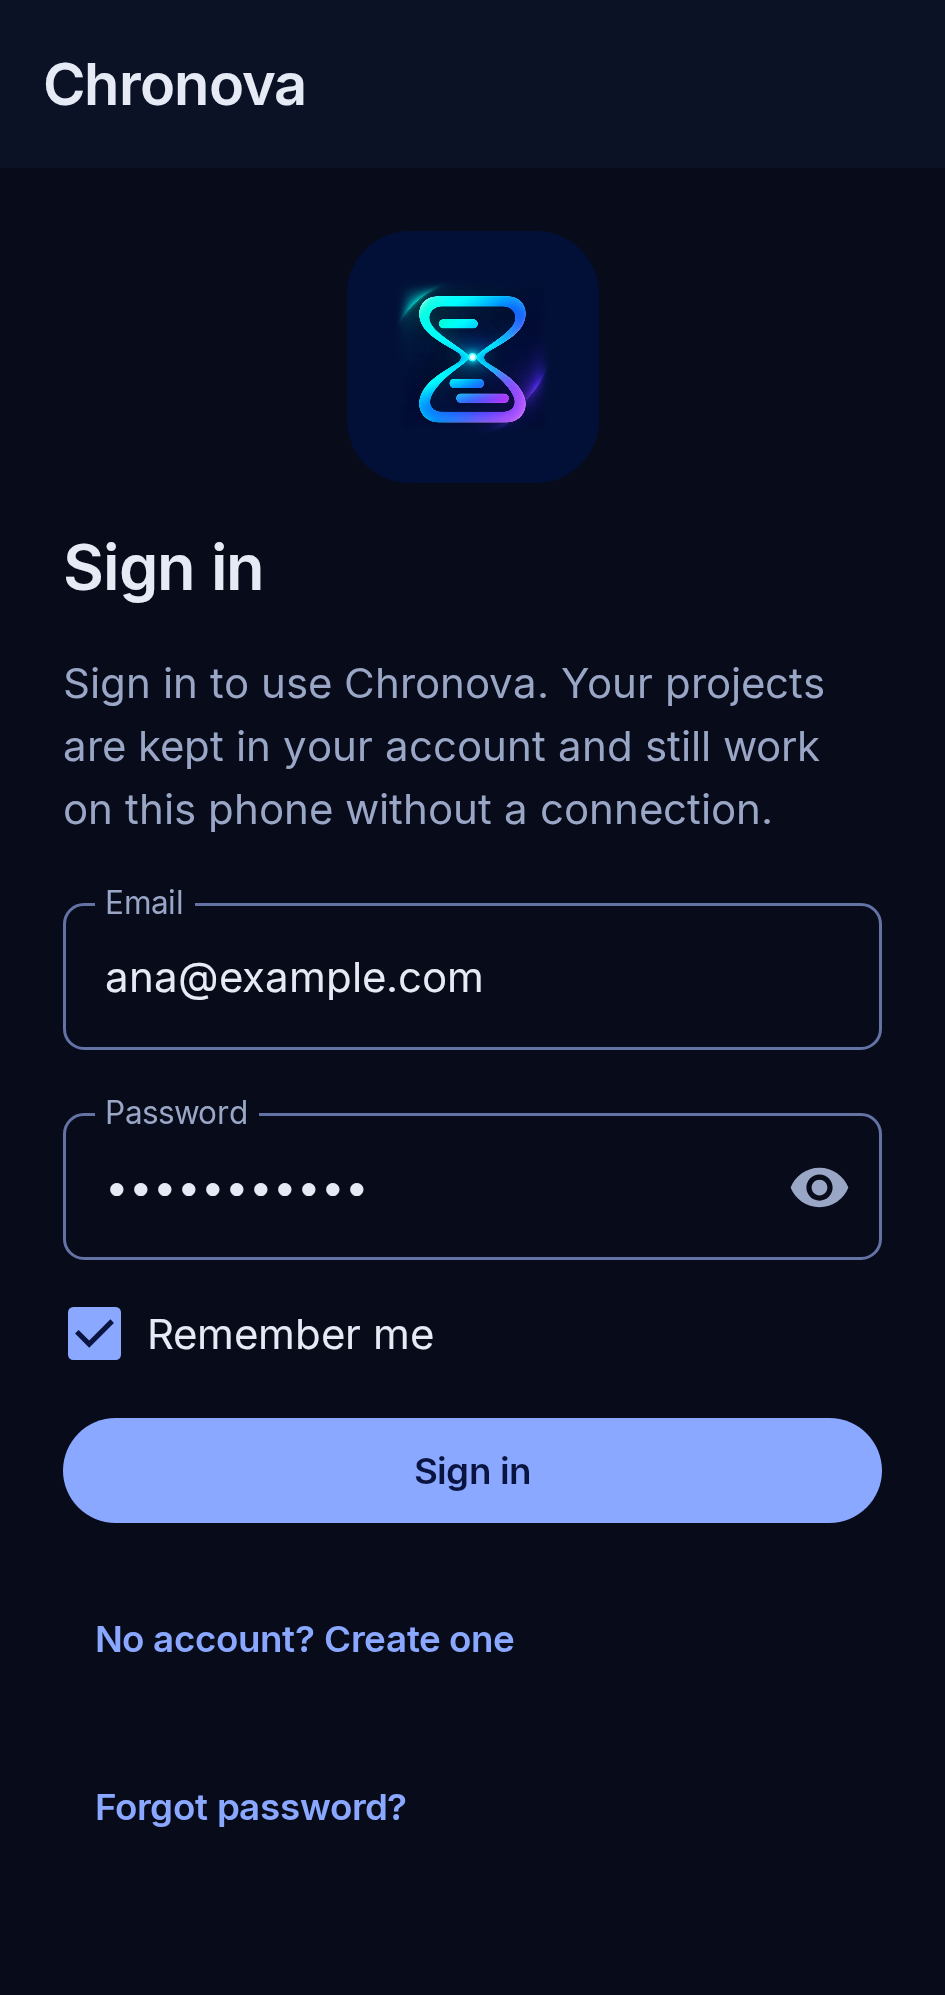 Chronova
Sign in
Sign in to use Chronova. Your projects
are kept in your account and still work
on this phone without a connection.
Email
ana@example.com
Password
•••••••••••
Remember me
Sign in
No account? Create one
Forgot password?